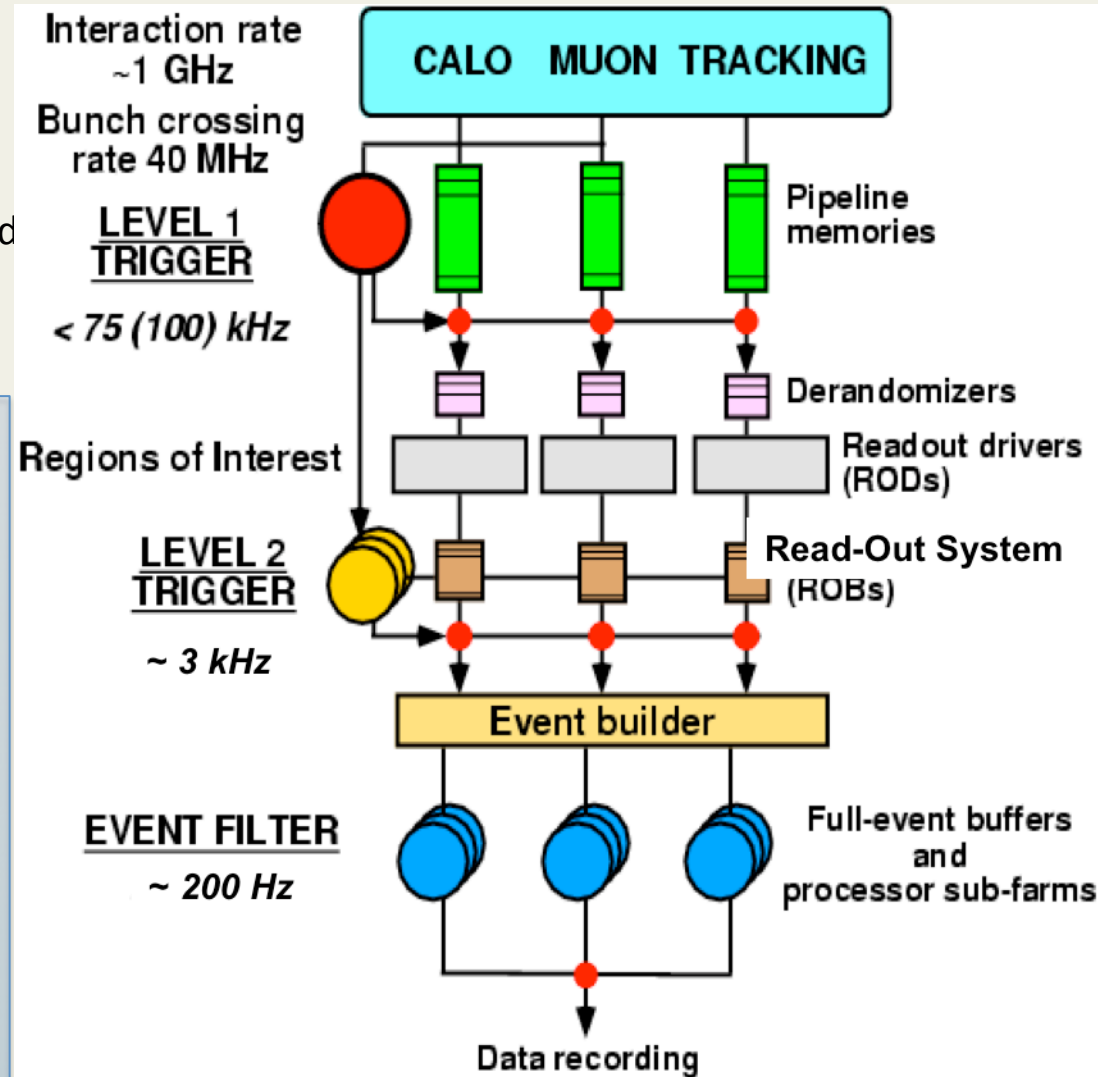 Interaction rate
~1 GHz
Bunch crossing
rate 40 MHz
CALO MUON TRACKING
d
LEVEL 1
TRIGGER
< 75 (100) kHz
Pipeline
memories
Derandomizers
Regions of Interest
Readout drivers
(RODs)
LEVEL 2
TRIGGER
~ 3 kHz
Read-Out System
(ROBs)
Event builder
EVENT FILTER
~ 200 Hz
Full-event buffers
and
processor sub-farms
Data recording